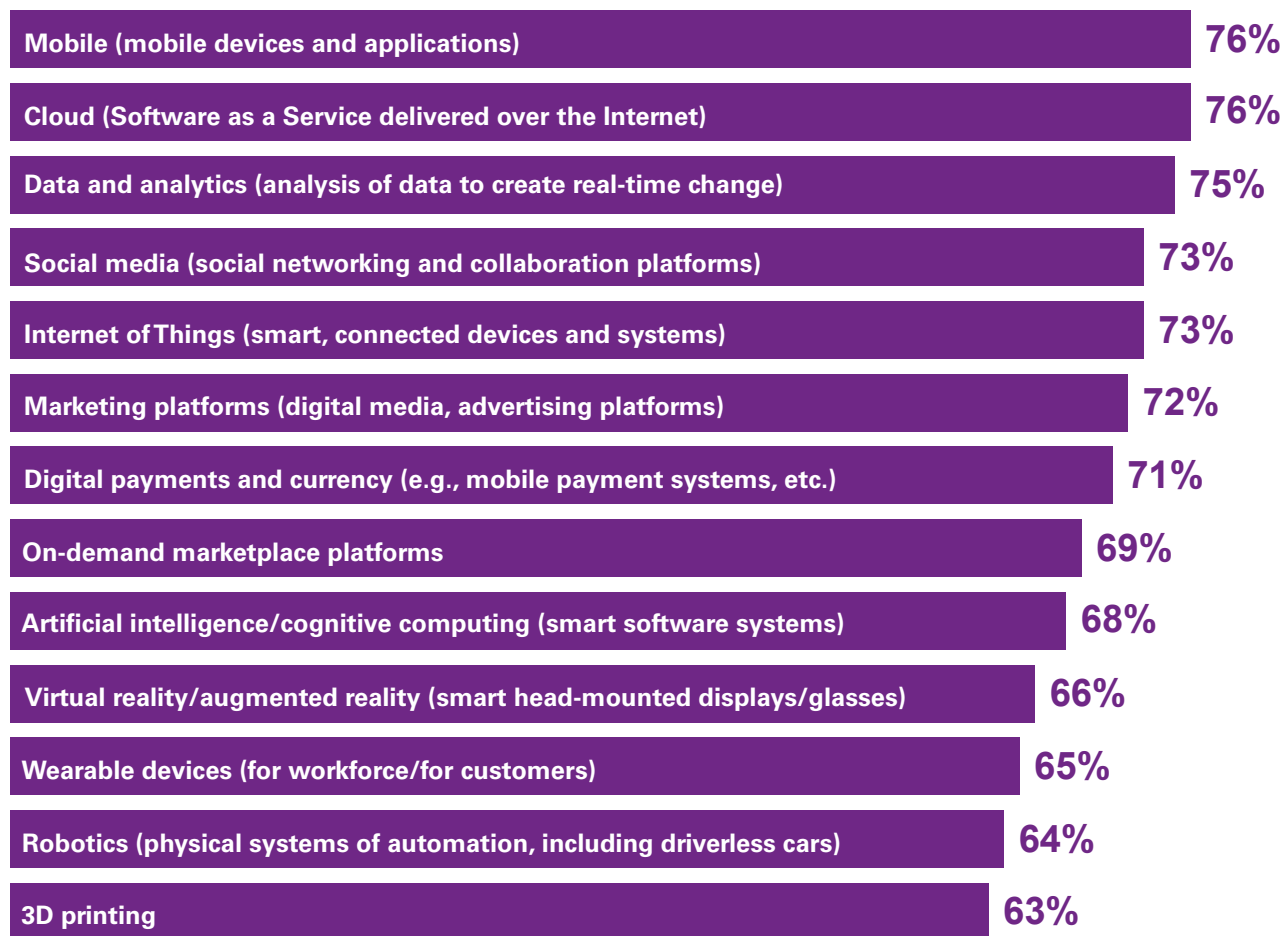 Mobile (mobile devices and applications) 76%
Cloud (Software as a Service delivered over the Internet) 76%
Data and analytics (analysis of data to create real-time change) 75%
Social media (social networking and collaboration platforms) 73%
Internet of Things (smart, connected devices and systems) 73%
Marketing platforms (digital media, advertising platforms) 72%
Digital payments and currency (e.g., mobile payment systems, etc.) 71%
On-demand marketplace platforms 69%
Artificial intelligence/cognitive computing (smart software systems) 68%
Virtual reality/augmented reality (smart head-mounted displays/glasses) 66%
Wearable devices (for workforce/for customers) 65%
Robotics (physical systems of automation, including driverless cars) 64%
3D printing 63%